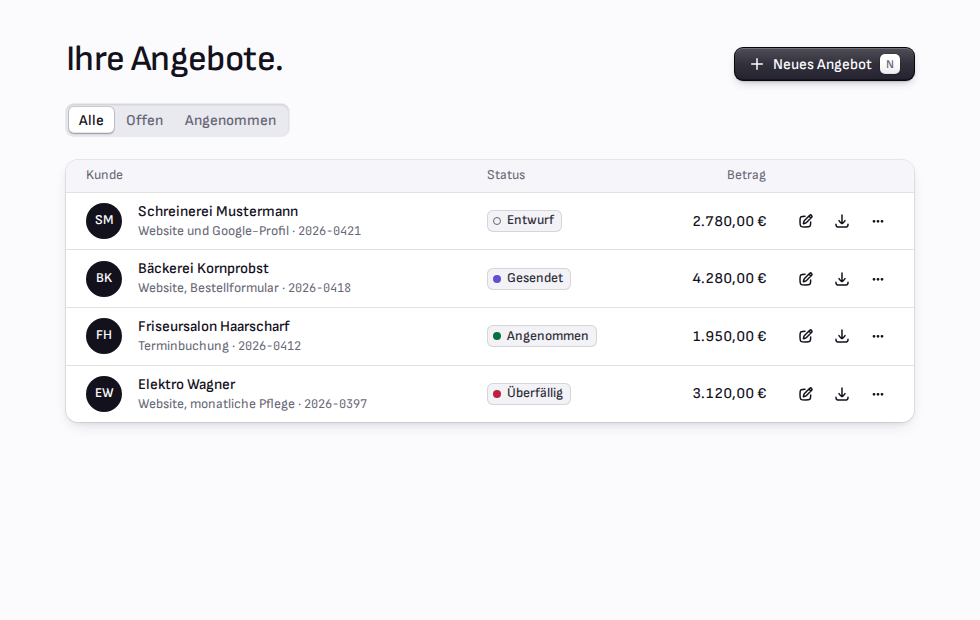 Ihre Angebote.
Neues Angebot N
Alle Offen Angenommen
Kunde Status Betrag
SM Schreinerei Mustermann Entwurf 2.780,00 €
Website und Google-Profil · 2026-0421
BK Bäckerei Kornprobst Gesendet 4.280,00 €
Website, Bestellformular · 2026-0418
FH Friseursalon Haarscharf Angenommen 1.950,00 €
Terminbuchung · 2026-0412
EW Elektro Wagner Überfällig 3.120,00 €
Website, monatliche Pflege · 2026-0397